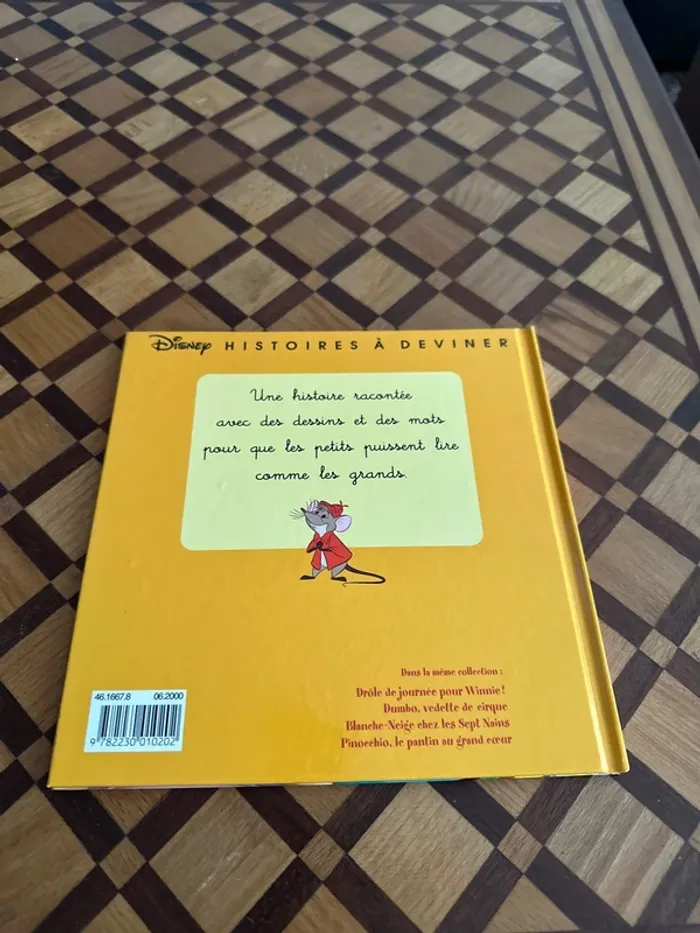 Disney HISTOIRES À DEVINER
Une histoire racontée
avec des dessins et des mots
pour que les petits puissent lire
comme les grands.
Dans la même collection :
Drôle de journée pour Winnie !
Dumbo, vedette de cirque
Blanche-Neige chez les Sept Nains
Pinocchio, le pantin au grand cœur
46.1667.8 06.2000
9 782230 010202